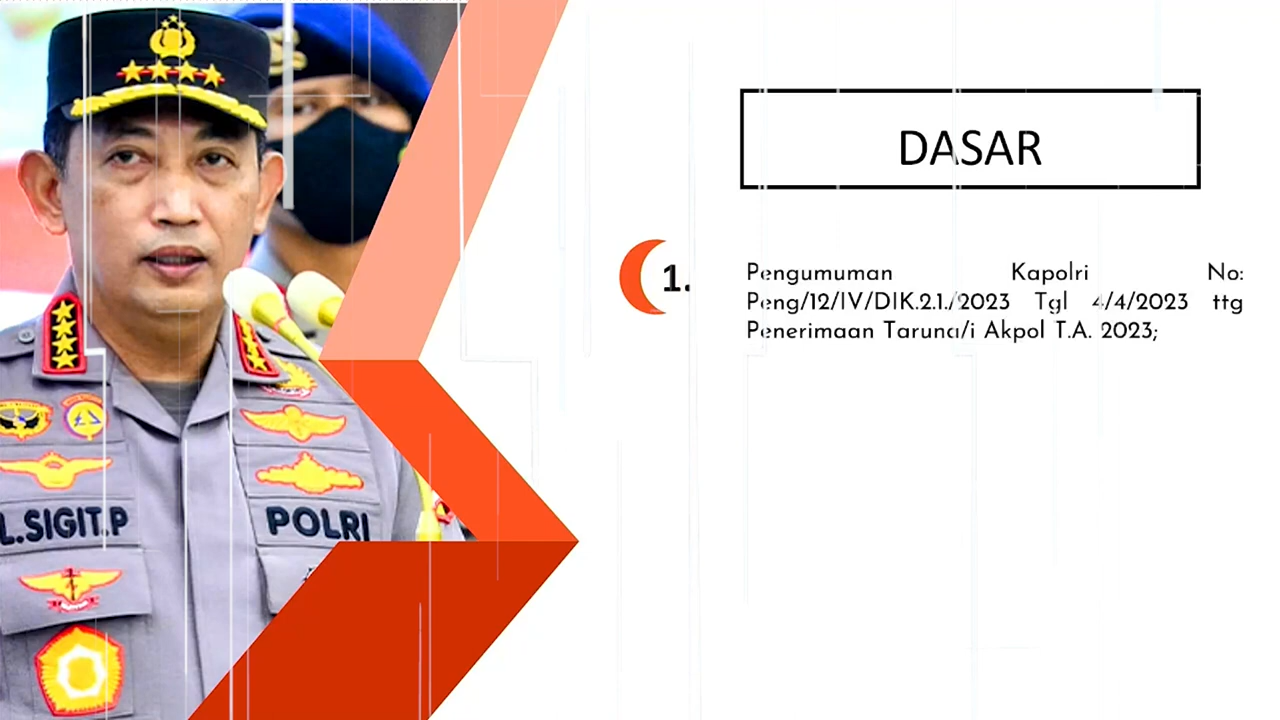 DASAR
1.
Pengumuman Kapolri No:
Peng/12/IV/DIK.2.1./2023 Tgl 4/4/2023 ttg
Penerimaan Taruna/i Akpol T.A. 2023;
L.SIGIT.P
POLRI